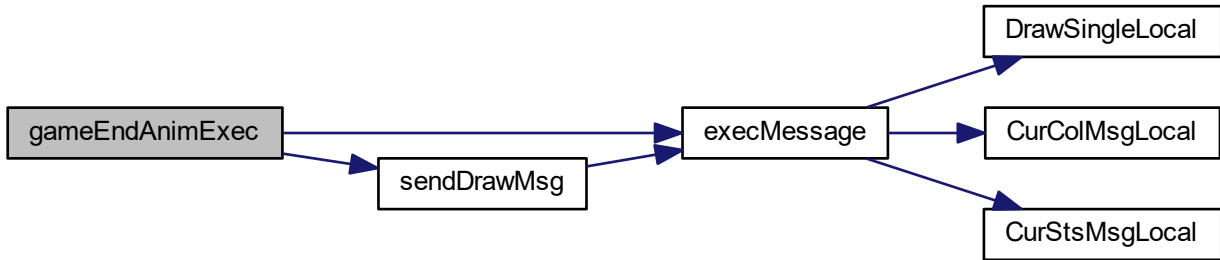 DrawSingleLocal
gameEndAnimExec
execMessage
CurColMsgLocal
sendDrawMsg
CurStsMsgLocal